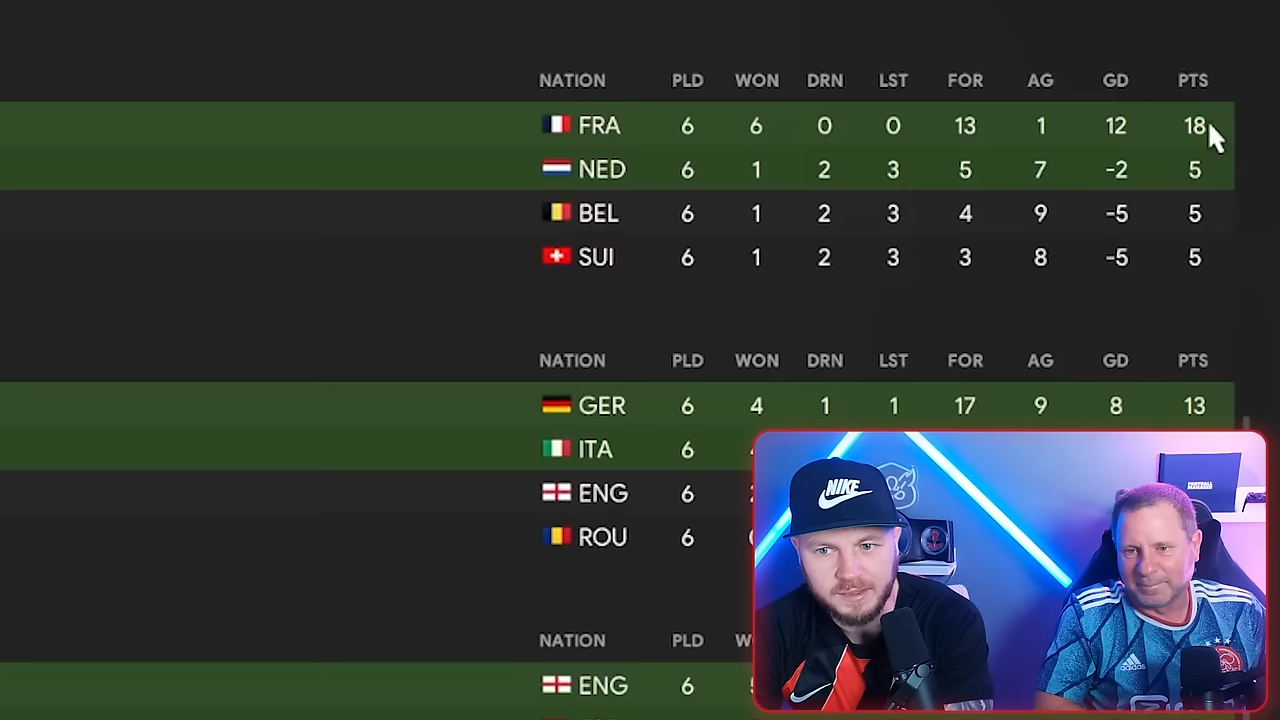 NATION PLD WON DRN LST FOR AG GD PTS
FRA 6 6 0 0 13 1 12 18
NED 6 1 2 3 5 7 -2 5
BEL 6 1 2 3 4 9 -5 5
SUI 6 1 2 3 3 8 -5 5
NATION PLD WON DRN LST FOR AG GD PTS
GER 6 4 1 1 17 9 8 13
ITA 6
ENG 6
ROU 6
NATION PLD
ENG 6
NIKE
adidas